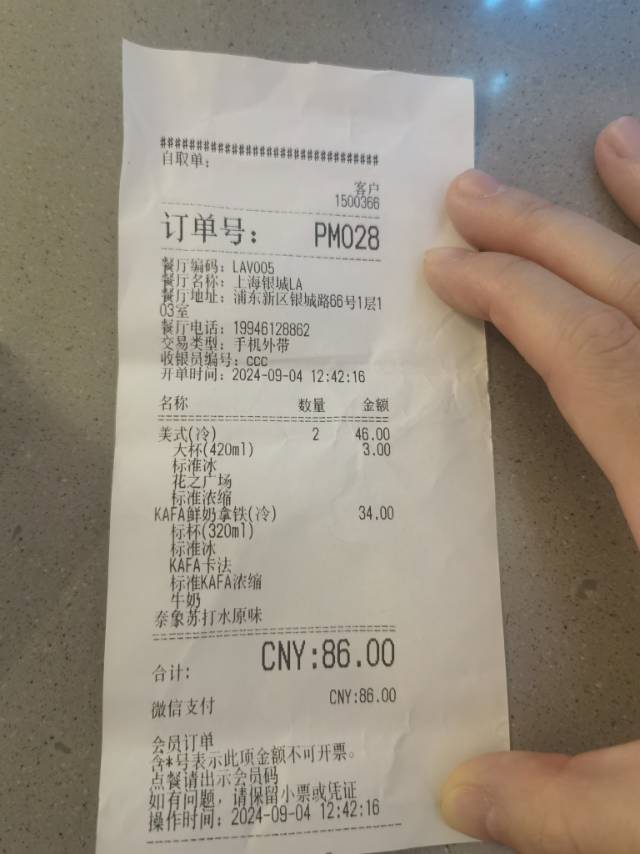 ##############################
自取单:
客户
1500366
订单号: PM028
餐厅编码: LAV005
餐厅名称: 上海银城LA
餐厅地址: 浦东新区银城路66号1层1
03室
餐厅电话: 19946128862
交易类型: 手机外带
收银员编号: ccc
开单时间: 2024-09-04 12:42:16
名称 数量 金额
美式(冷) 2 46.00
大杯(420ml) 3.00
标准冰
花之广场
标准浓缩
KAFA鲜奶拿铁(冷) 34.00
标杯(320ml)
标准冰
KAFA卡法
标准KAFA浓缩
牛奶
泰象苏打水原味
合计: CNY:86.00
微信支付 CNY:86.00
会员订单
含*号表示此项金额不可开票。
点餐请出示会员码
如有问题, 请保留小票或凭证
操作时间: 2024-09-04 12:42:16